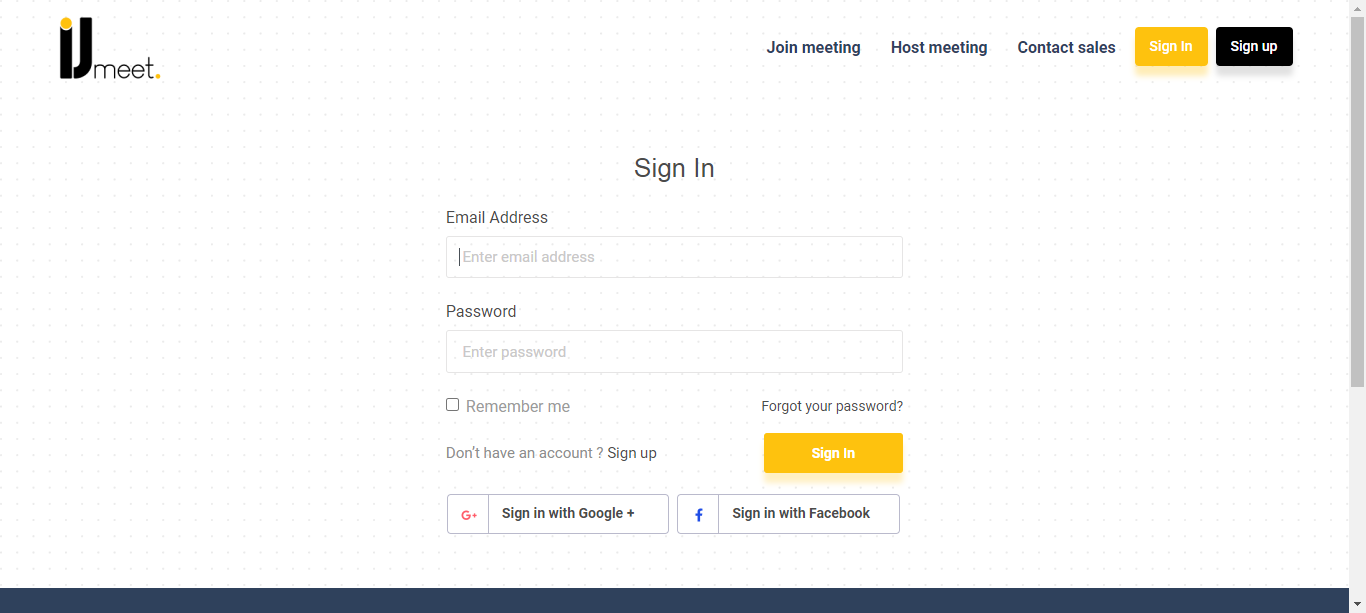 iJmeet.
Join meeting
Host meeting
Contact sales
Sign In
Sign up
Sign In
Email Address
Enter email address
Password
Enter password
Remember me
Forgot your password?
Don’t have an account ? Sign up
Sign In
G+ Sign in with Google +
f Sign in with Facebook